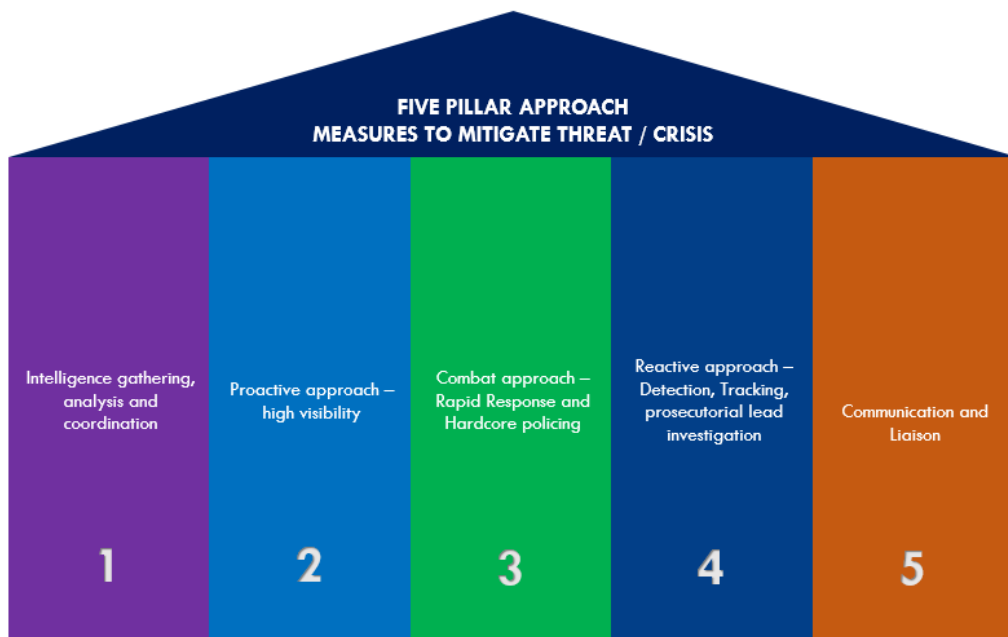 FIVE PILLAR APPROACH
MEASURES TO MITIGATE THREAT / CRISIS
Intelligence gathering,
analysis and
coordination
1
Proactive approach –
high visibility
2
Combat approach –
Rapid Response and
Hardcore policing
3
Reactive approach –
Detection, Tracking,
prosecutorial lead
investigation
4
Communication and
Liaison
5